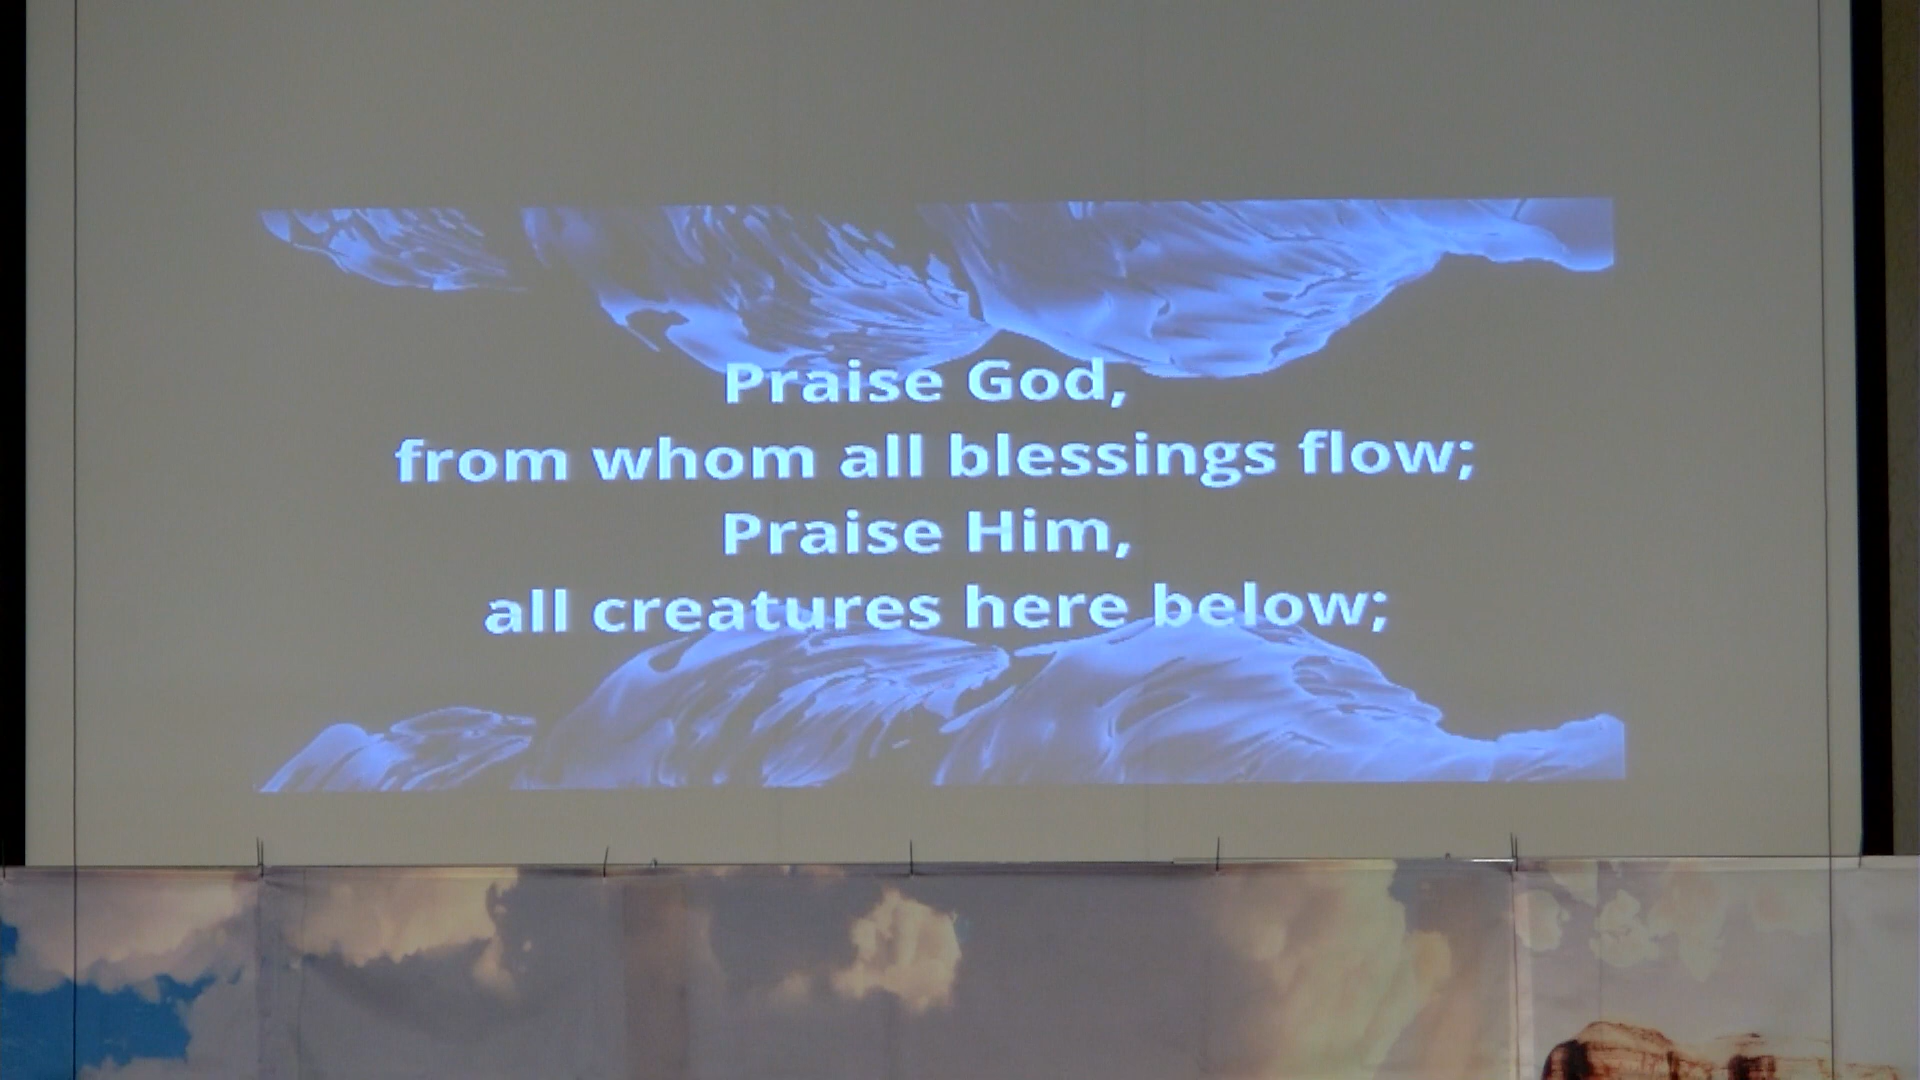 Praise God,
from whom all blessings flow;
Praise Him,
all creatures here below;